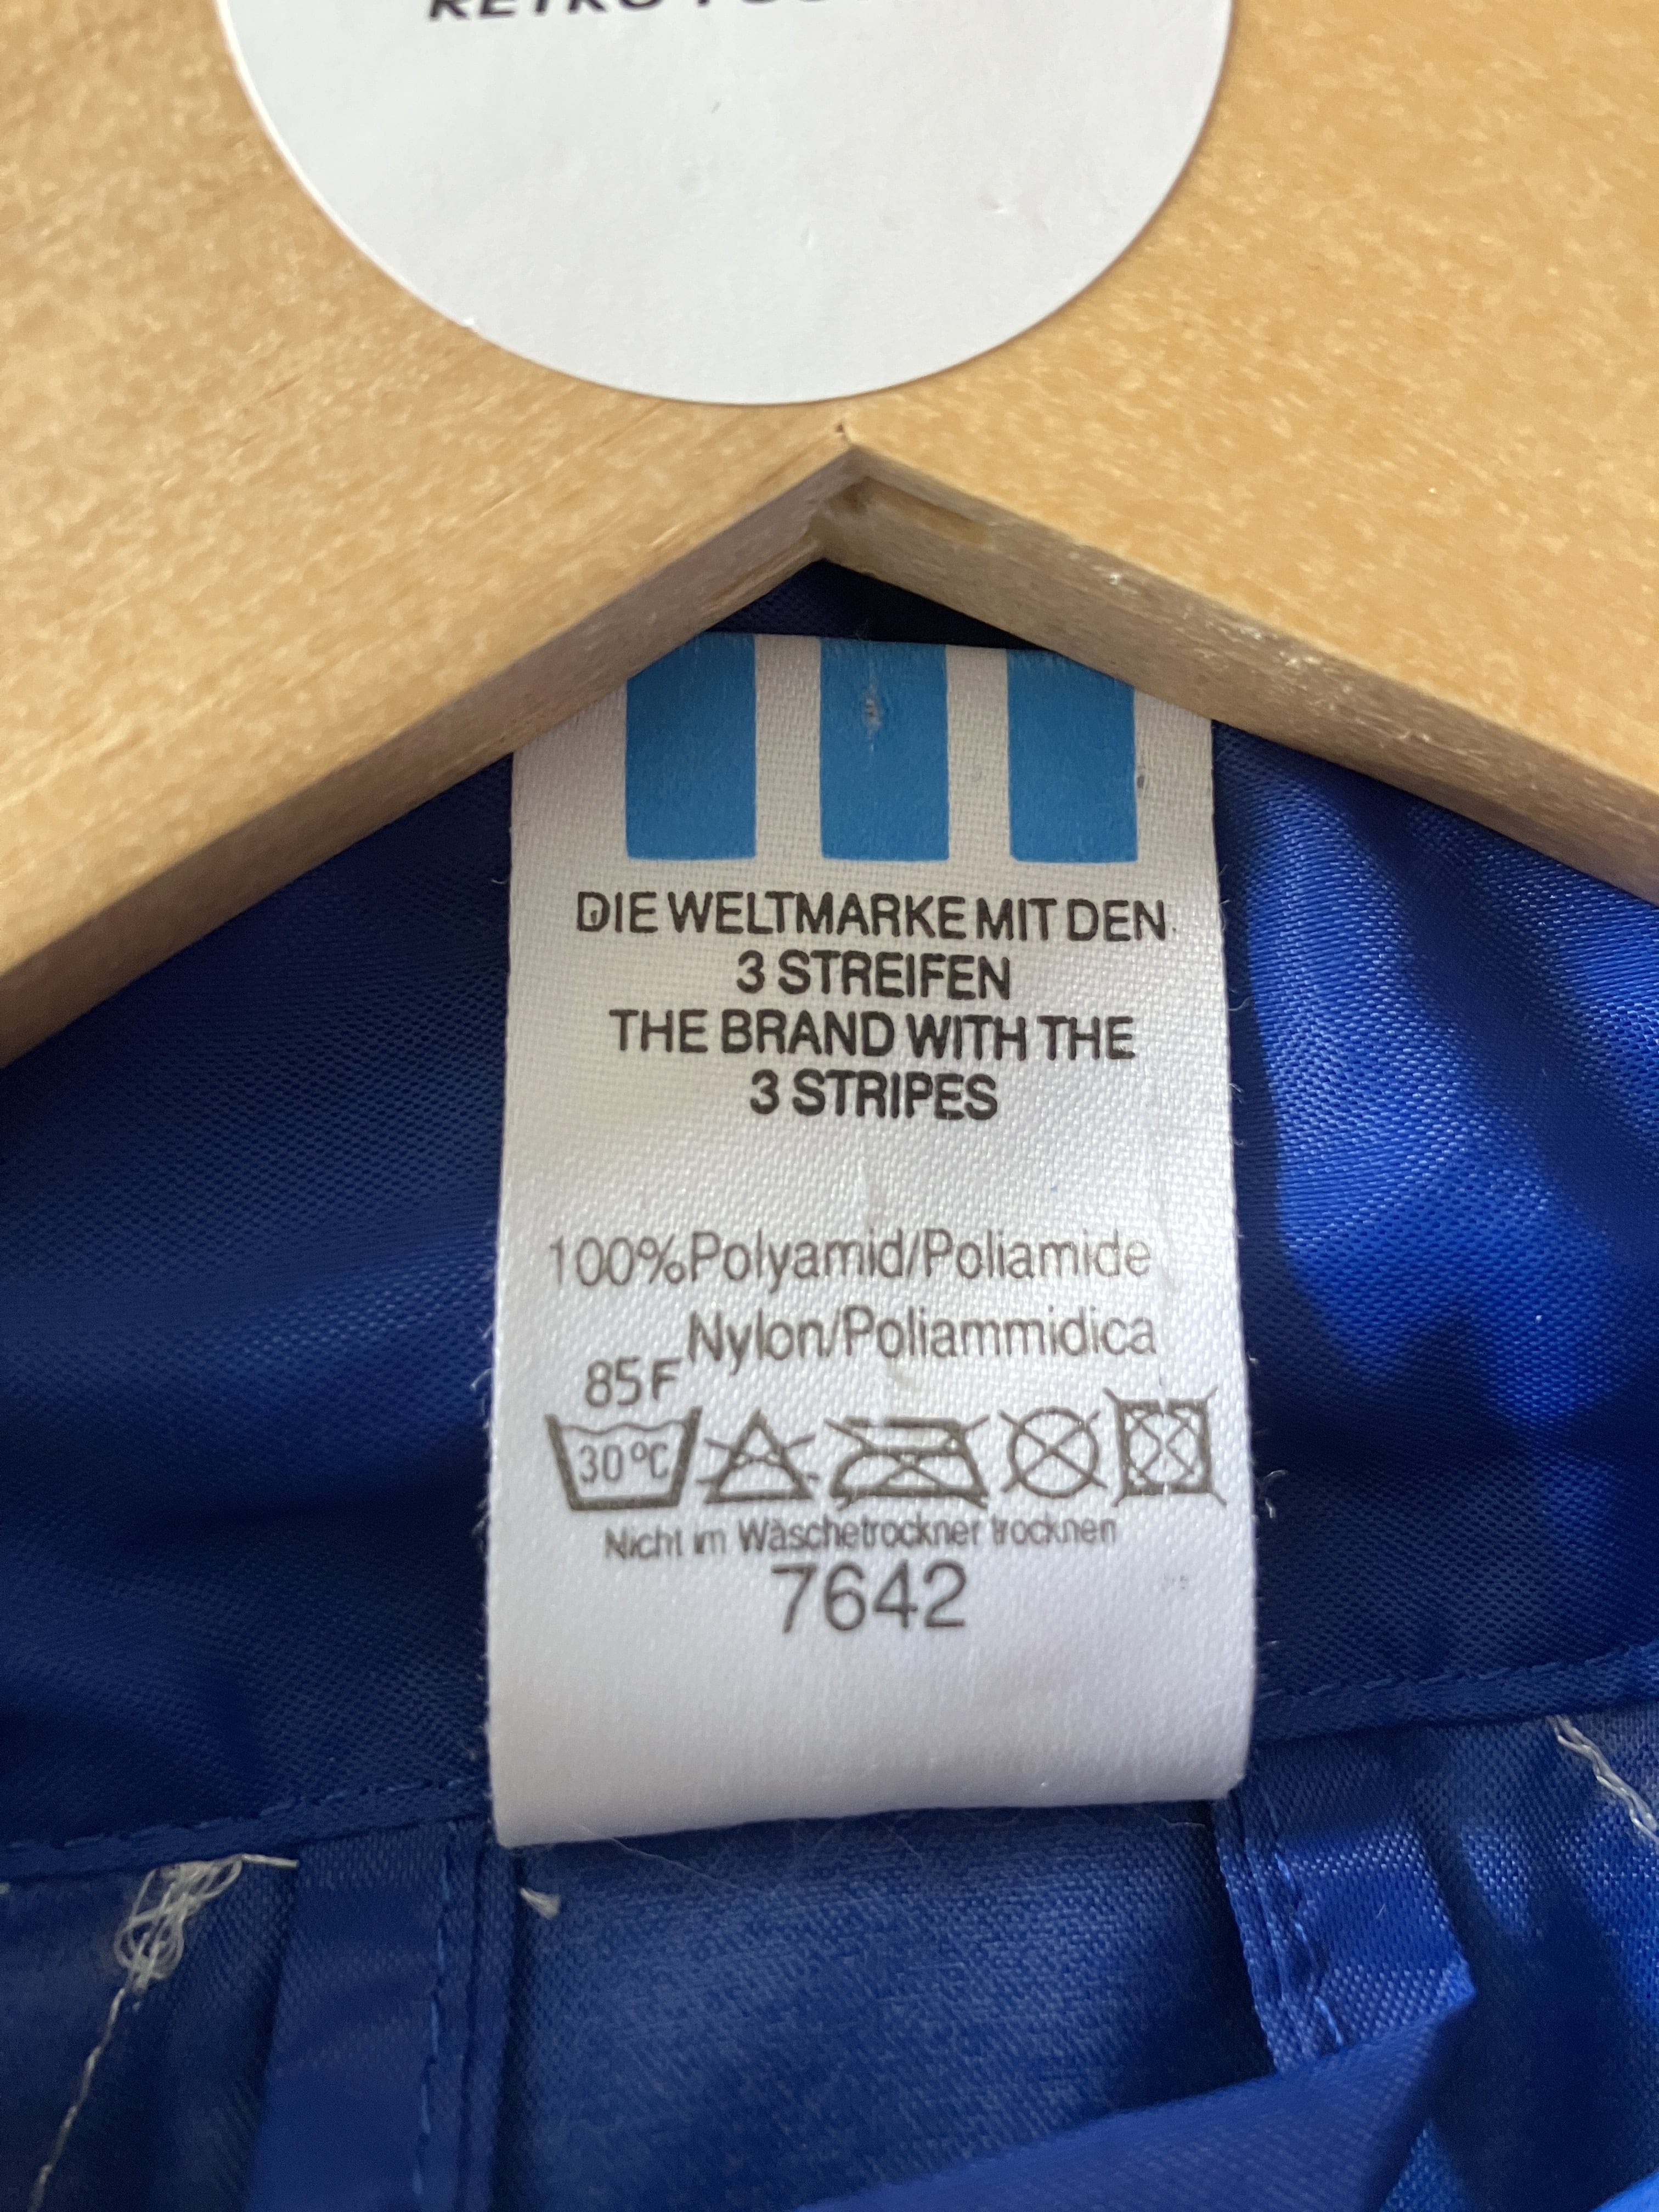 RETRO
DIE WELTMARKE MIT DEN
3 STREIFEN
THE BRAND WITH THE
3 STRIPES
100%Polyamid/Poliamide
Nylon/Poliammidica
85F
30°C
Nicht im Wäschetrockner trocknen
7642